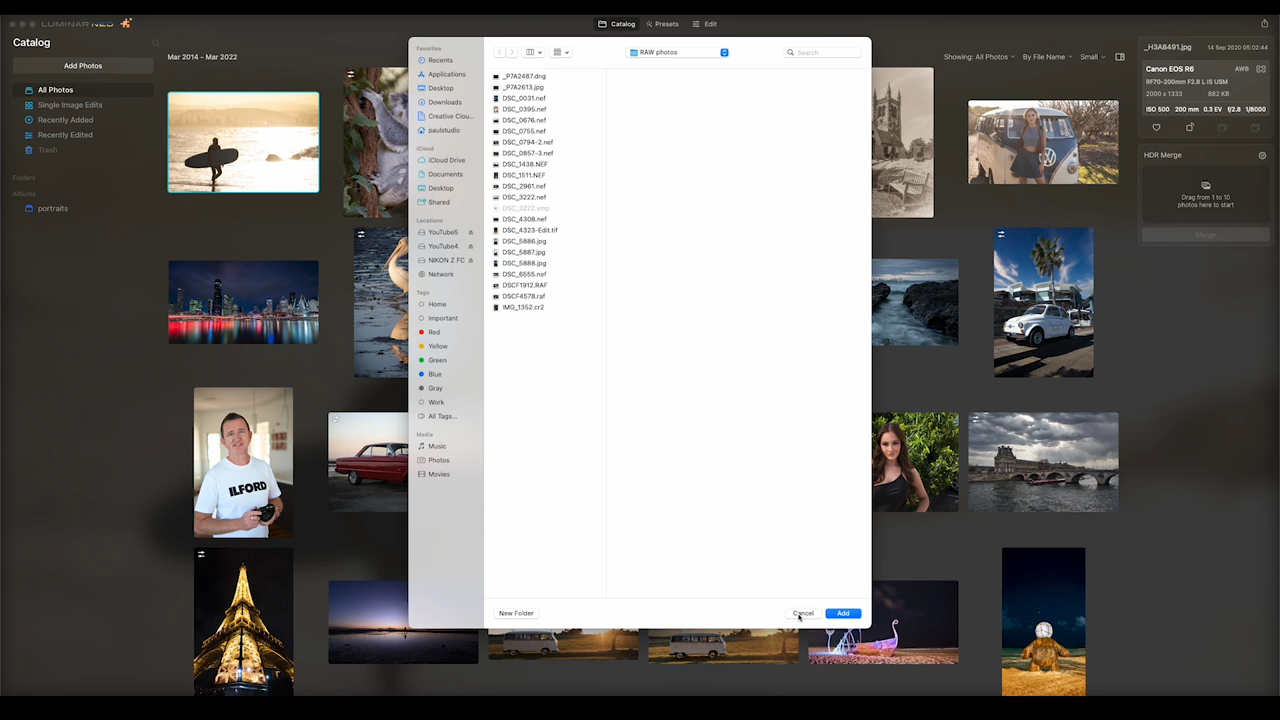 LUMINAR NEO
Catalog
Presets
Edit
Catalog
Add Photos
All Photos
Single Image Edits
Recently Added
Recently Edited
Trash
Folders
Albums
portraits
Mar 2014 – Mar 2022
Favorites
Recents
Applications
Desktop
Downloads
Creative Clou...
paulstudio
iCloud
iCloud Drive
Documents
Desktop
Shared
Locations
YouTube5
YouTube4
NIKON Z FC
Network
Tags
Home
Important
Red
Yellow
Green
Blue
Gray
Work
All Tags...
Media
Music
Photos
Movies
RAW photos
Search
_P7A2487.dng
_P7A2613.jpg
DSC_0031.nef
DSC_0395.nef
DSC_0676.nef
DSC_0755.nef
DSC_0794-2.nef
DSC_0857-3.nef
DSC_1438.NEF
DSC_1511.NEF
DSC_2961.nef
DSC_3222.nef
DSC_3222.xmp
DSC_4308.nef
DSC_4323-Edit.tif
DSC_5886.jpg
DSC_5887.jpg
DSC_5888.jpg
DSC_6555.nef
DSCF1912.RAF
DSCF4578.raf
IMG_1352.cr2
New Folder
Cancel
Add
Showing: All Photos
By File Name
Small
_H3A8491.jpg
14 Sep 2020 05:02:44
Canon EOS R6
AWB
RF70-200mm F2.8 L IS USM
2000 x 1333
882 KB
ISO 500 200 mm 0.3 EV f/2.8 1/8000
HDR Merge
Drag from 1 to 10
photos here to start
Merge
ILFORD